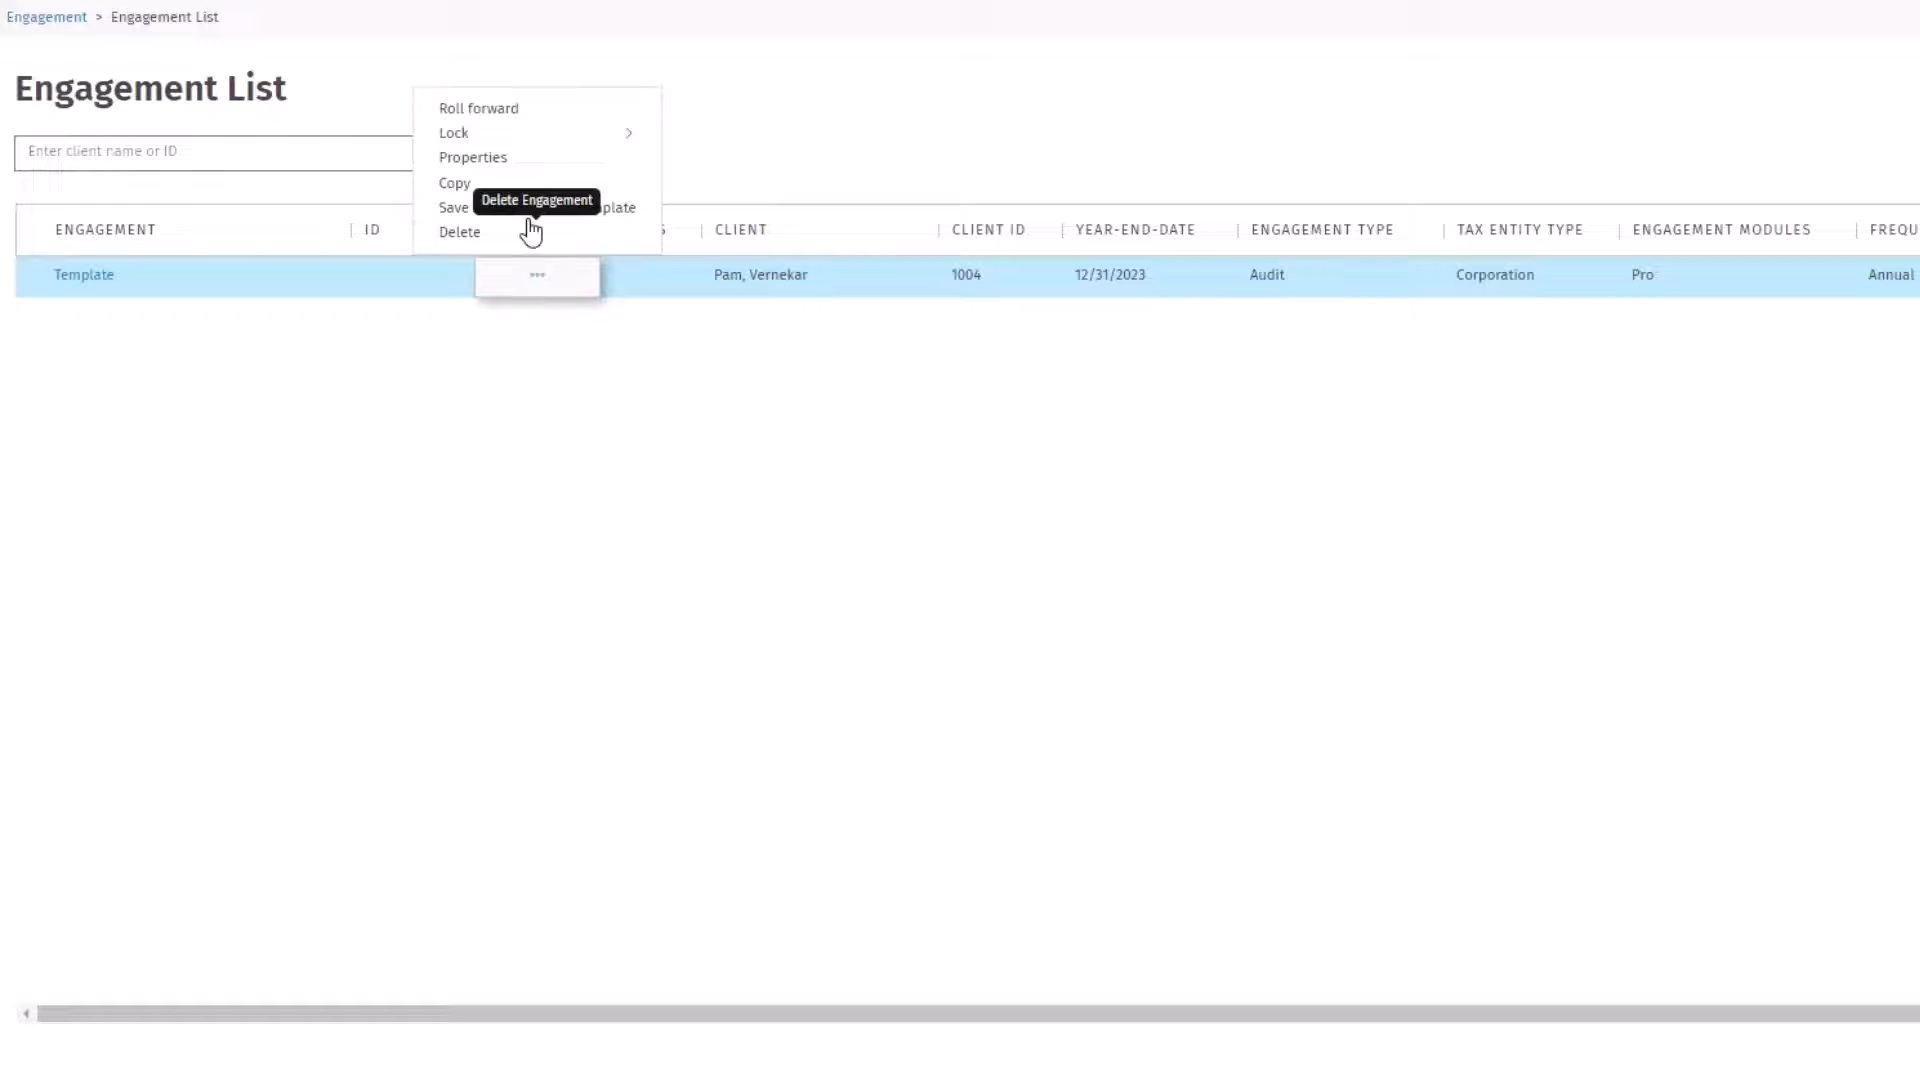 Engagement > Engagement List
Engagement List
Roll forward
Lock
Properties
Copy
Save
Delete
Delete Engagement
Enter client name or ID
ENGAGEMENT | ID | CLIENT | CLIENT ID | YEAR-END-DATE | ENGAGEMENT TYPE | TAX ENTITY TYPE | ENGAGEMENT MODULES | FREQU
Template ••• Pam, Vernekar 1004 12/31/2023 Audit Corporation Pro Annual